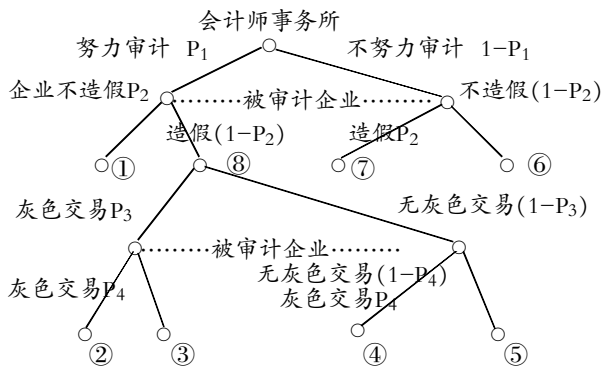 会计师事务所
努力审计 P1 不努力审计 1-P1
企业不造假P2 被审计企业 不造假(1-P2)
造假(1-P2) 造假P2
① ⑧ ⑦ ⑥
灰色交易P3 无灰色交易(1-P3)
被审计企业
灰色交易P4 无灰色交易(1-P4)
灰色交易P4
② ③ ④ ⑤